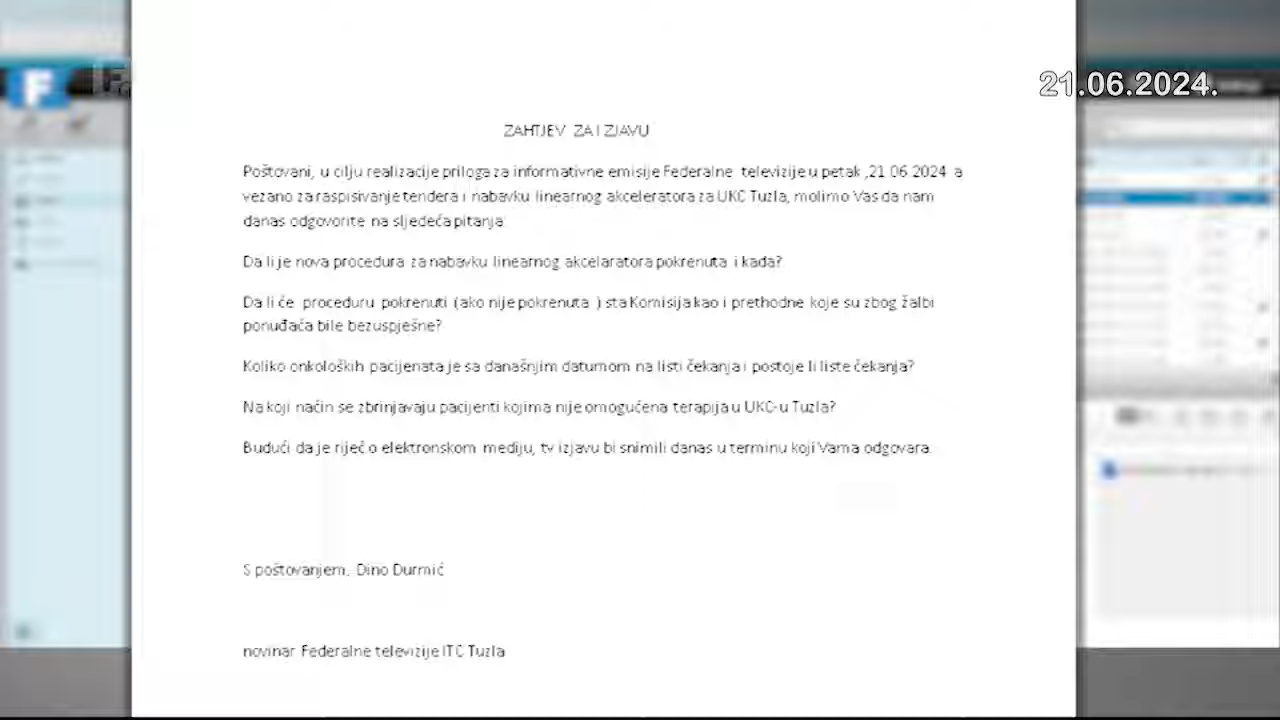 21.06.2024.
F
ZAHTJEV ZA IZJAVU
Poštovani, u cilju realizacije priloga za informativne emisije Federalne televizije u petak ,21 06 2024 a
vezano za raspisivanje tendera i nabavku linearnog akceleratora za UKC Tuzla, molimo Vas da nam
danas odgovorite na sljedeća pitanja
Da li je nova procedura za nabavku linearnog akcelaratora pokrenuta i kada?
Da li će proceduru pokrenuti (ako nije pokrenuta ) sta Komisija kao i prethodne koje su zbog žalbi
ponuđača bile bezuspješne?
Koliko onkoloških pacijenata je sa današnjim datumom na listi čekanja i postoje li liste čekanja?
Na koji način se zbrinjavaju pacijenti kojima nije omogućena terapija u UKC-u Tuzla?
Budući da je riječ o elektronskom mediju, tv izjavu bi snimili danas u terminu koji Vama odgovara.
S poštovanjem, Dino Durmić
novinar Federalne televizije ITC Tuzla